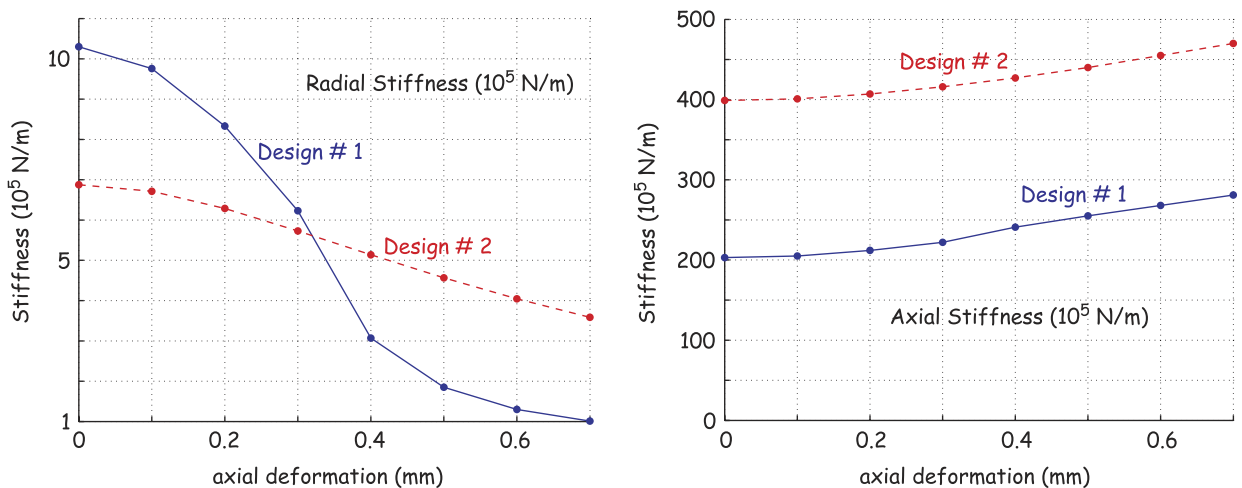 10
5
1
Stiffness (10⁵ N/m)
Radial Stiffness (10⁵ N/m)
Design # 1
Design # 2
0
0.2
0.4
0.6
axial deformation (mm)
500
400
300
200
100
0
Stiffness (10⁵ N/m)
Design # 2
Design # 1
Axial Stiffness (10⁵ N/m)
0
0.2
0.4
0.6
axial deformation (mm)